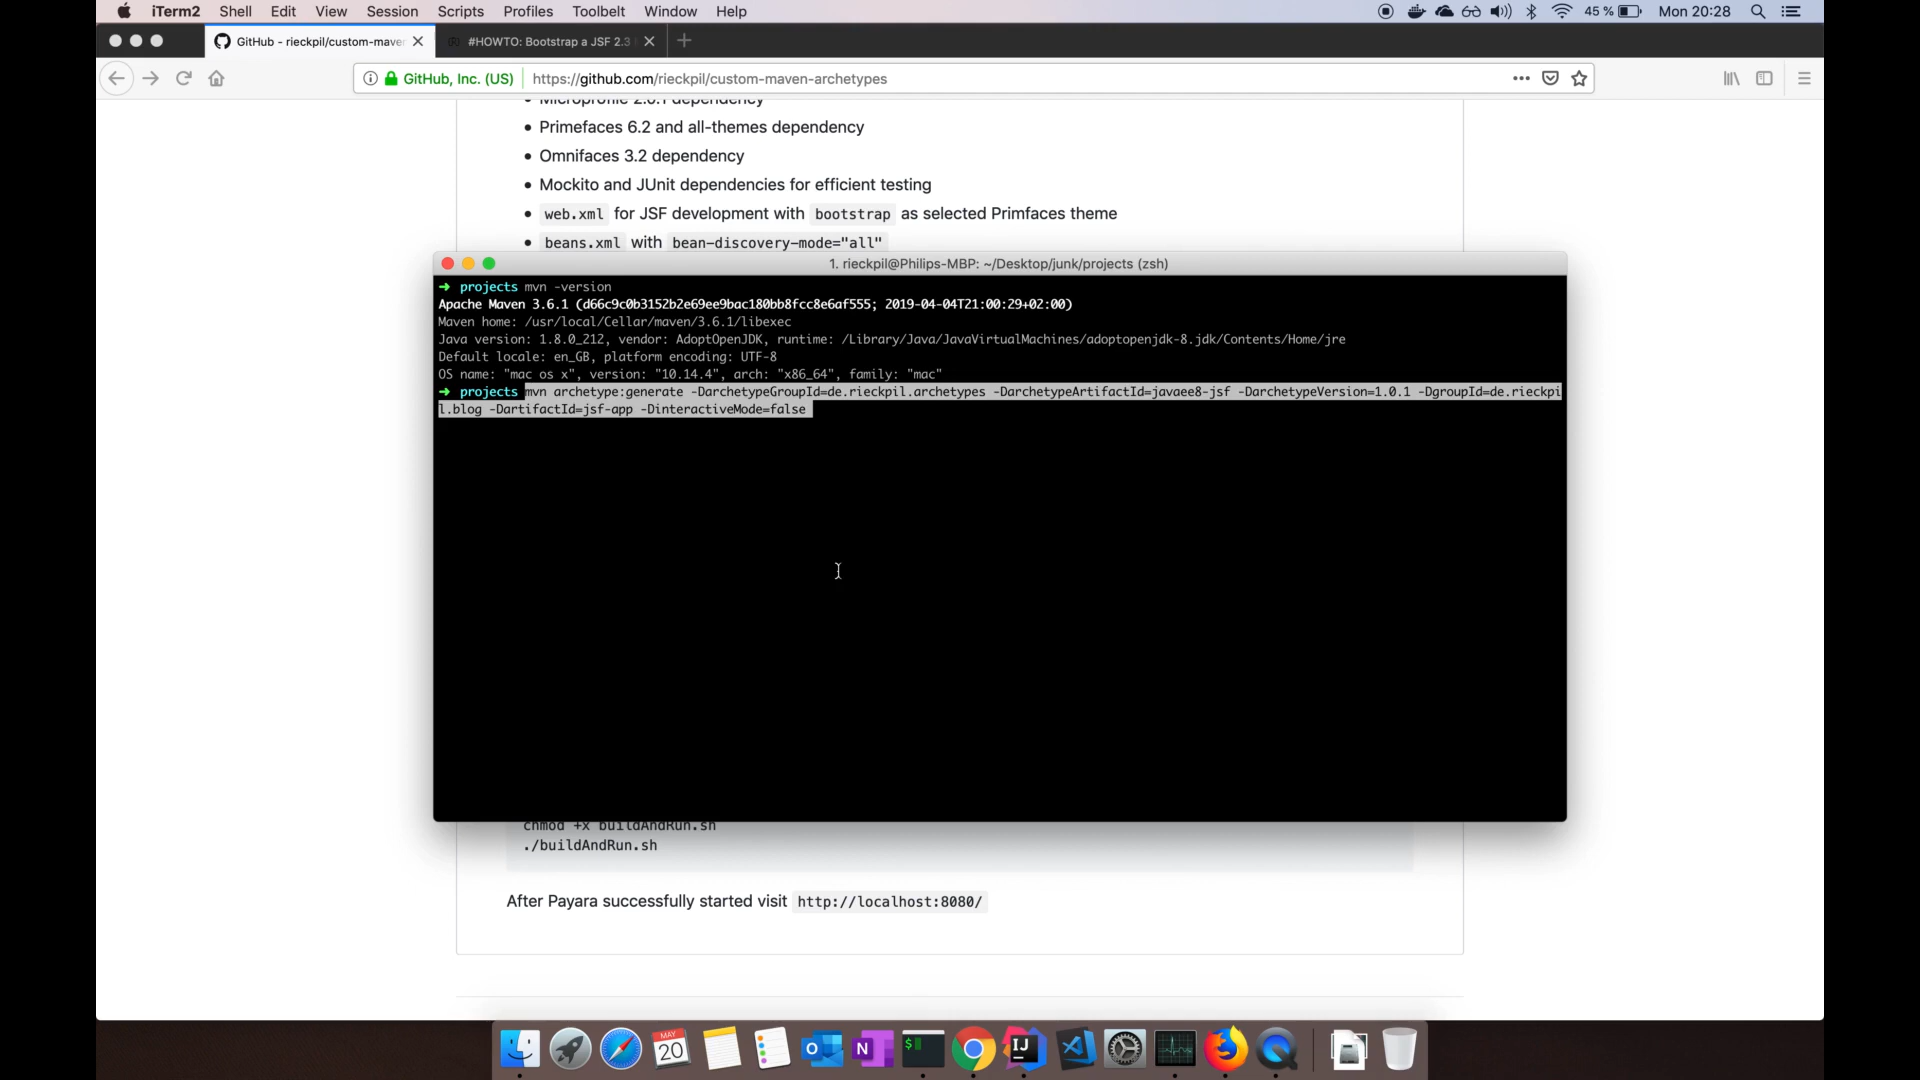 iTerm2 Shell Edit View Session Scripts Profiles Toolbelt Window Help 45 % Mon 20:28
GitHub - rieckpil/custom-maver #HOWTO: Bootstrap a JSF 2.3
GitHub, Inc. (US) https://github.com/rieckpil/custom-maven-archetypes
Microprofile 2.0.1 dependency
• Primefaces 6.2 and all-themes dependency
• Omnifaces 3.2 dependency
• Mockito and JUnit dependencies for efficient testing
• web.xml for JSF development with bootstrap as selected Primfaces theme
• beans.xml with bean-discovery-mode="all"
1. rieckpil@Philips-MBP: ~/Desktop/junk/projects (zsh)
➜ projects mvn -version
Apache Maven 3.6.1 (d66c9c0b3152b2e69ee9bac180bb8fcc8e6af555; 2019-04-04T21:00:29+02:00)
Maven home: /usr/local/Cellar/maven/3.6.1/libexec
Java version: 1.8.0_212, vendor: AdoptOpenJDK, runtime: /Library/Java/JavaVirtualMachines/adoptopenjdk-8.jdk/Contents/Home/jre
Default locale: en_GB, platform encoding: UTF-8
OS name: "mac os x", version: "10.14.4", arch: "x86_64", family: "mac"
➜ projects mvn archetype:generate -DarchetypeGroupId=de.rieckpil.archetypes -DarchetypeArtifactId=javaee8-jsf -DarchetypeVersion=1.0.1 -DgroupId=de.rieckpi
l.blog -DartifactId=jsf-app -DinteractiveMode=false
chmod +x buildAndRun.sh
./buildAndRun.sh
After Payara successfully started visit http://localhost:8080/
MAY
20
IJ